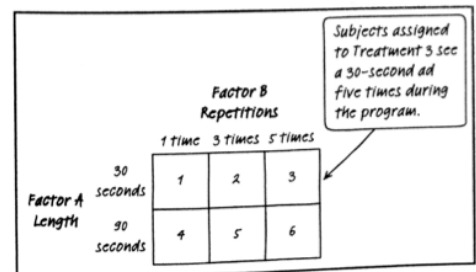 Subjects assigned
to Treatment 3 see
a 30-second ad
five times during
the program.
Factor B
Repetitions
1 time 3 times 5 times
30
seconds
1 2 3
Factor A
Length
90
seconds
4 5 6